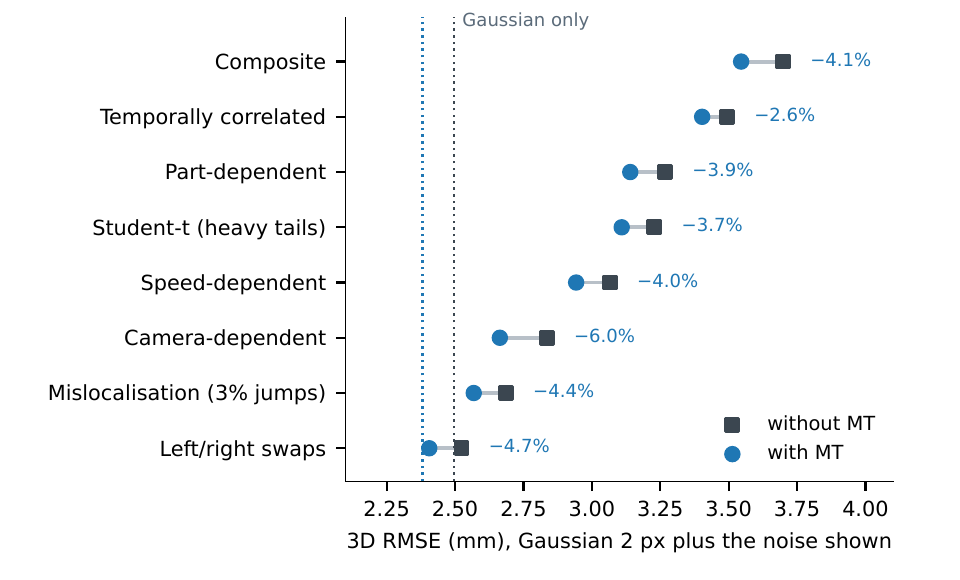 Gaussian only
Composite −4.1%
Temporally correlated −2.6%
Part-dependent −3.9%
Student-t (heavy tails) −3.7%
Speed-dependent −4.0%
Camera-dependent −6.0%
Mislocalisation (3% jumps) −4.4%
Left/right swaps −4.7%
without MT
with MT
2.25 2.50 2.75 3.00 3.25 3.50 3.75 4.00
3D RMSE (mm), Gaussian 2 px plus the noise shown